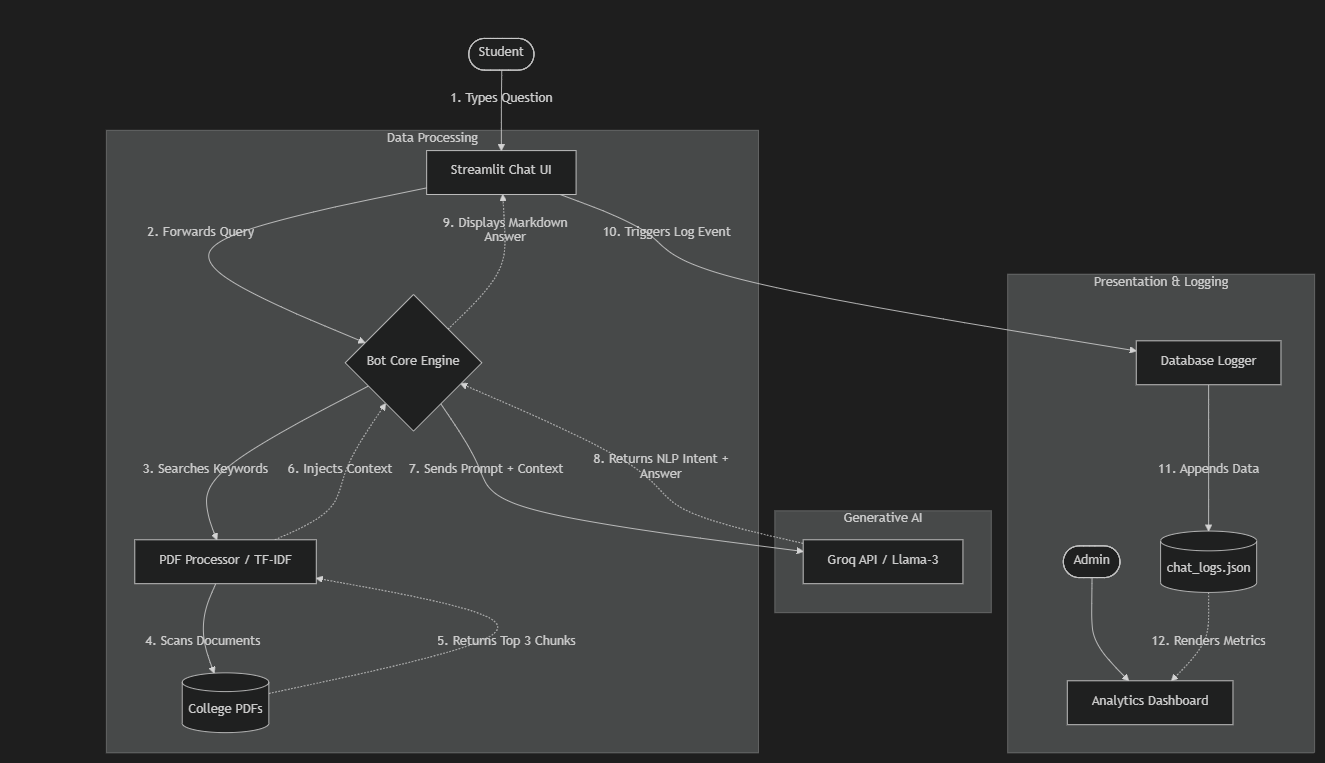 Student
1. Types Question
Data Processing
Streamlit Chat UI
2. Forwards Query
9. Displays Markdown
Answer
10. Triggers Log Event
Presentation & Logging
Bot Core Engine
Database Logger
3. Searches Keywords
6. Injects Context
7. Sends Prompt + Context
8. Returns NLP Intent +
Answer
11. Appends Data
Generative AI
PDF Processor / TF-IDF
Groq API / Llama-3
Admin
chat_logs.json
4. Scans Documents
5. Returns Top 3 Chunks
12. Renders Metrics
College PDFs
Analytics Dashboard